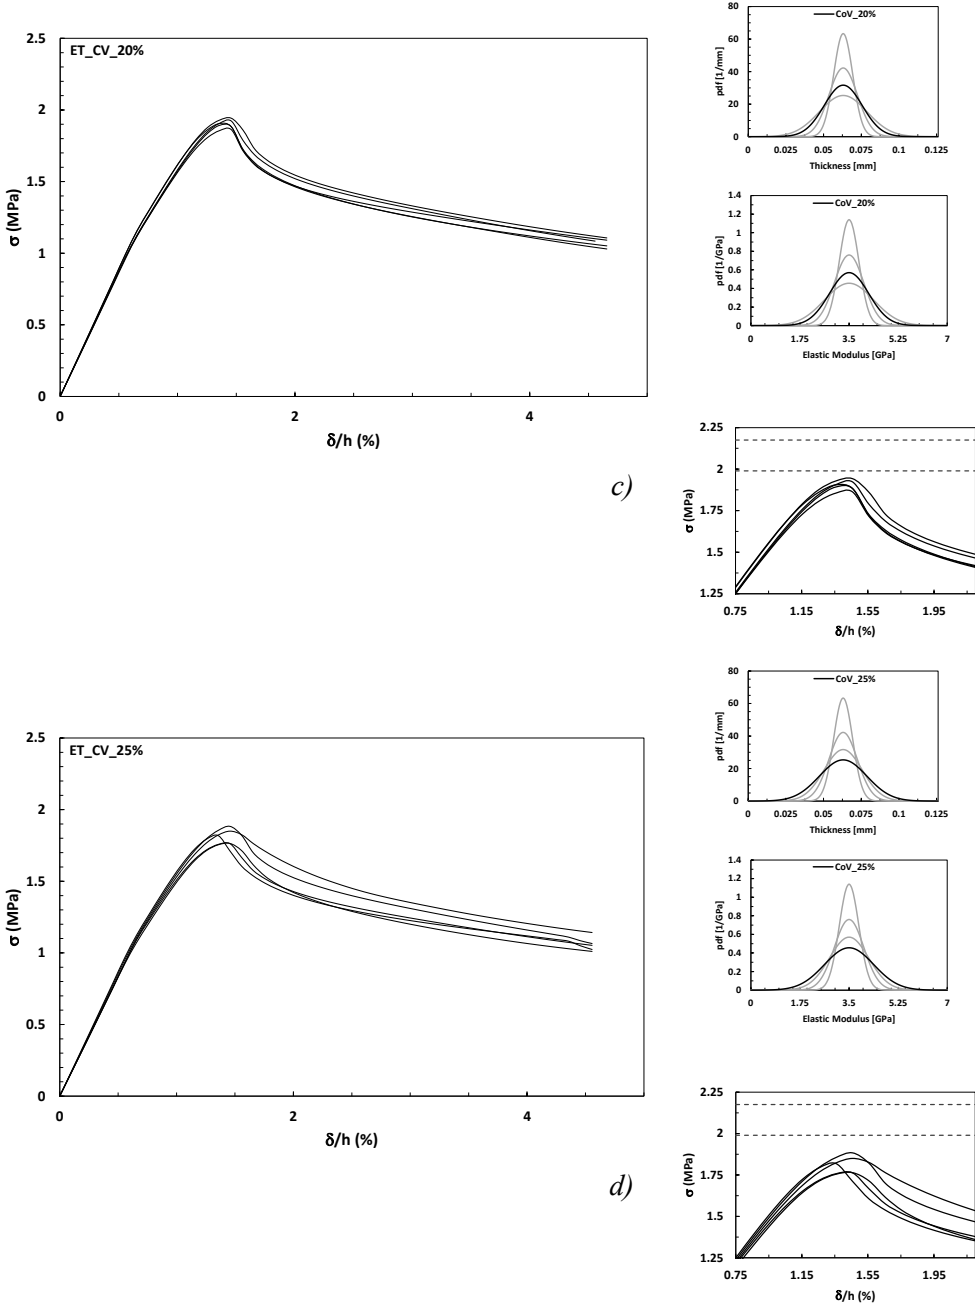 ET_CV_20%
2.5
2
1.5
1
0.5
0
0 2 4
σ (MPa)
δ/h (%)
CoV_20%
80
60
40
20
0
0 0.025 0.05 0.075 0.1 0.125
pdf [1/mm]
Thickness [mm]
CoV_20%
1.4
1.2
1
0.8
0.6
0.4
0.2
0
0 1.75 3.5 5.25 7
pdf [1/GPa]
Elastic Modulus [GPa]
c)
2.25
2
1.75
1.5
1.25
0.75 1.15 1.55 1.95
σ (MPa)
δ/h (%)
ET_CV_25%
2.5
2
1.5
1
0.5
0
0 2 4
σ (MPa)
δ/h (%)
CoV_25%
80
60
40
20
0
0 0.025 0.05 0.075 0.1 0.125
pdf [1/mm]
Thickness [mm]
CoV_25%
1.4
1.2
1
0.8
0.6
0.4
0.2
0
0 1.75 3.5 5.25 7
pdf [1/GPa]
Elastic Modulus [GPa]
d)
2.25
2
1.75
1.5
1.25
0.75 1.15 1.55 1.95
σ (MPa)
δ/h (%)